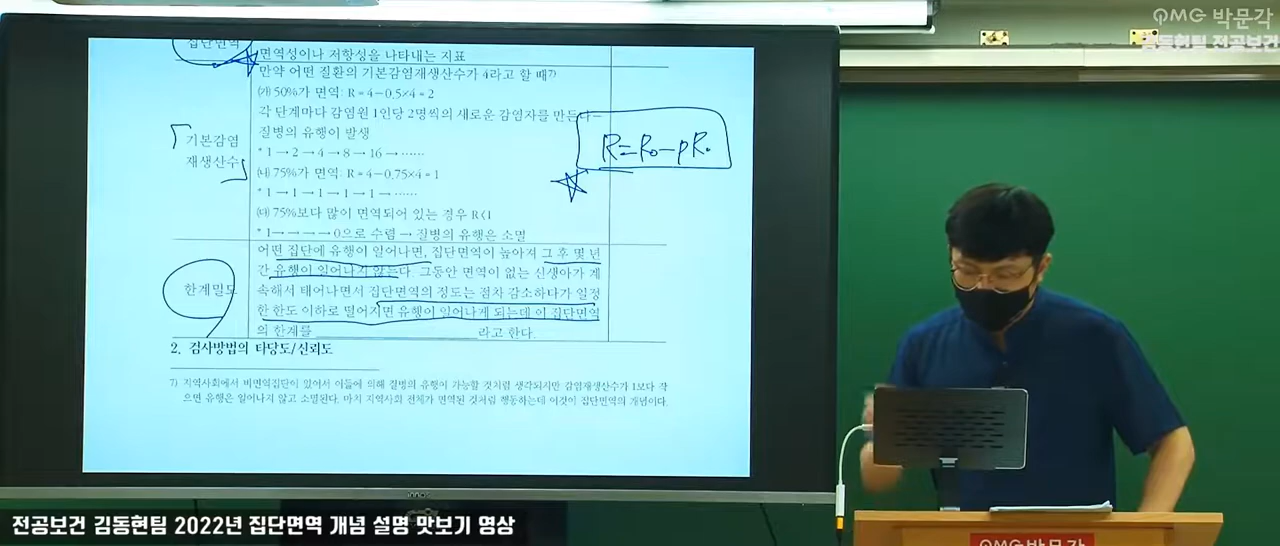 PMG 박문각
김동현팀 전공보건
집단면역
면역성이나 저항성을 나타내는 지표
만약 어떤 질환의 기본감염재생산수가 4라고 할 때7)
㈎ 50%가 면역: R = 4-0.5×4 = 2
각 단계마다 감염원 1인당 2명씩의 새로운 감염자를 만든다
질병의 유행이 발생
* 1 → 2 → 4 → 8 → 16 → ……
R=R₀-pR₀
기본감염
재생산수
㈏ 75%가 면역: R = 4-0.75×4 = 1
* 1 → 1 → 1 → 1 → 1 → ……
㈐ 75%보다 많이 면역되어 있는 경우 R<1
* 1 → → → → 0으로 수렴 → 질병의 유행은 소멸
한계밀도
어떤 집단에 유행이 일어나면, 집단면역이 높아져 그 후 몇 년
간 유행이 일어나지 않는다. 그동안 면역이 없는 신생아가 계
속해서 태어나면서 집단면역의 정도는 점차 감소하다가 일정
한 한도 이하로 떨어지면 유행이 일어나게 되는데 이 집단면역
의 한계를 라고 한다.
2. 검사방법의 타당도/신뢰도
7) 지역사회에서 비면역집단이 있어서 이들에 의해 질병의 유행이 가능할 것처럼 생각되지만 감염재생산수가 1보다 작
으면 유행은 일어나지 않고 소멸된다. 마치 지역사회 전체가 면역된 것처럼 행동하는데 이것이 집단면역의 개념이다.
전공보건 김동현팀 2022년 집단면역 개념 설명 맛보기 영상
PMG 박문각